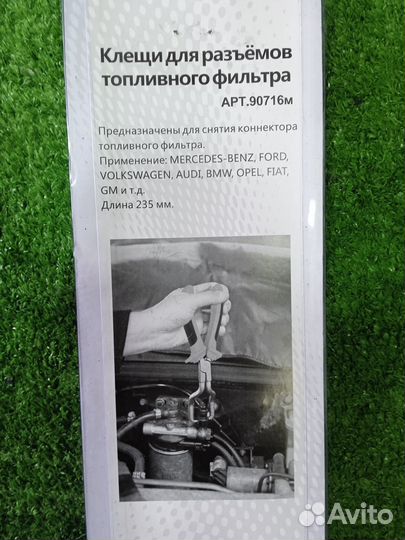 Клещи для разъёмов
топливного фильтра
АРТ.90716м
Предназначены для снятия коннектора
топливного фильтра.
Применение: MERCEDES-BENZ, FORD,
VOLKSWAGEN, AUDI, BMW, OPEL, FIAT,
GM и т.д.
Длина 235 мм.
Avito